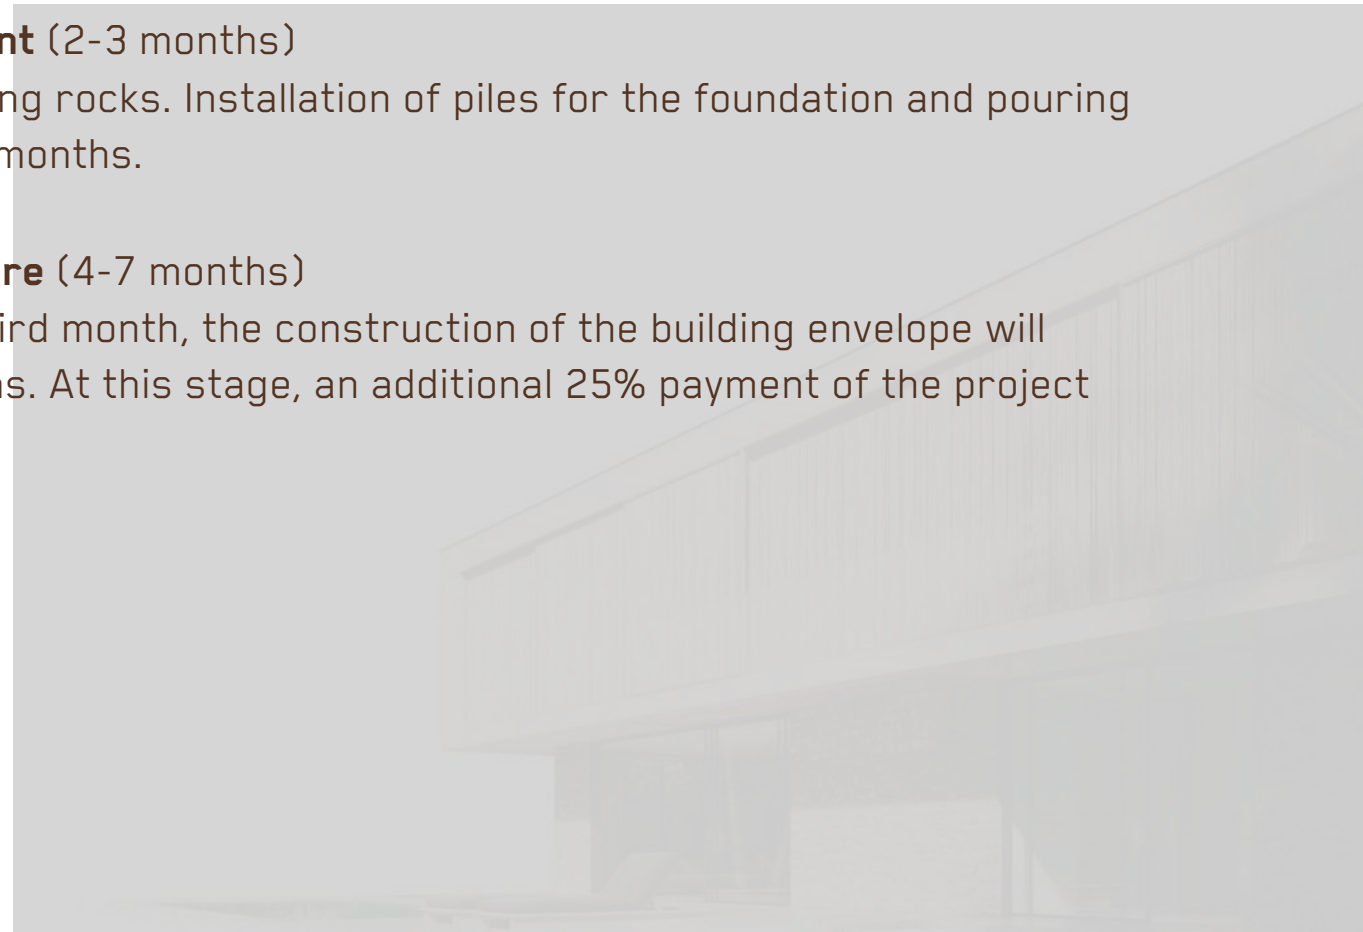 nt (2-3 months)
ng rocks. Installation of piles for the foundation and pouring
months.
re (4-7 months)
ird month, the construction of the building envelope will
ns. At this stage, an additional 25% payment of the project